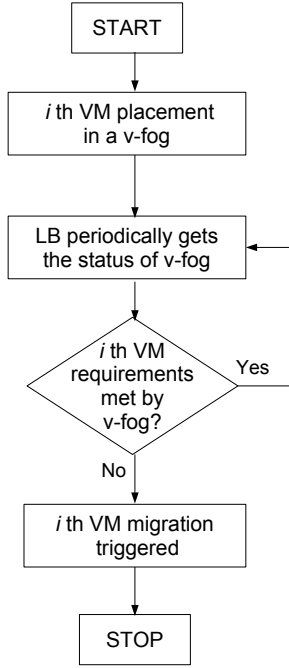 START
i th VM placement
in a v-fog
LB periodically gets
the status of v-fog
i th VM
requirements
met by
v-fog?
Yes
No
i th VM migration
triggered
STOP